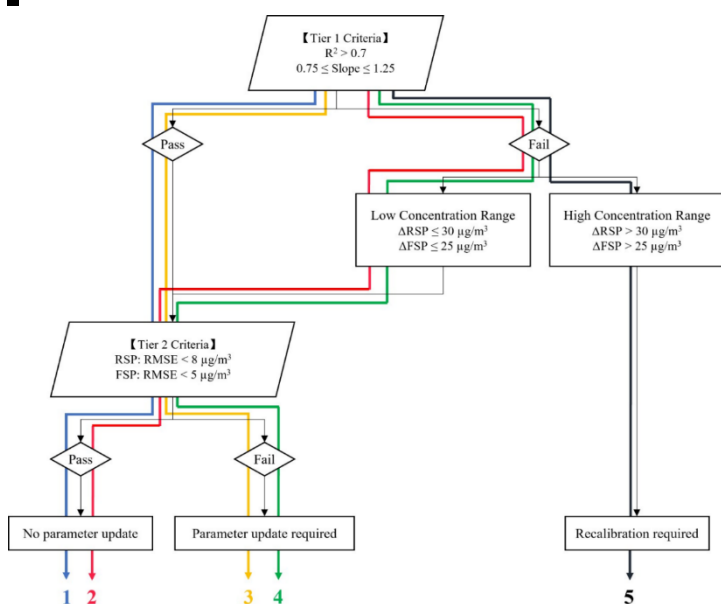 【Tier 1 Criteria】
R² > 0.7
0.75 ≤ Slope ≤ 1.25
Pass
Fail
Low Concentration Range
ΔRSP ≤ 30 µg/m³
ΔFSP ≤ 25 µg/m³
High Concentration Range
ΔRSP > 30 µg/m³
ΔFSP > 25 µg/m³
【Tier 2 Criteria】
RSP: RMSE < 8 µg/m³
FSP: RMSE < 5 µg/m³
Pass
Fail
No parameter update
Parameter update required
Recalibration required
1 2 3 4 5